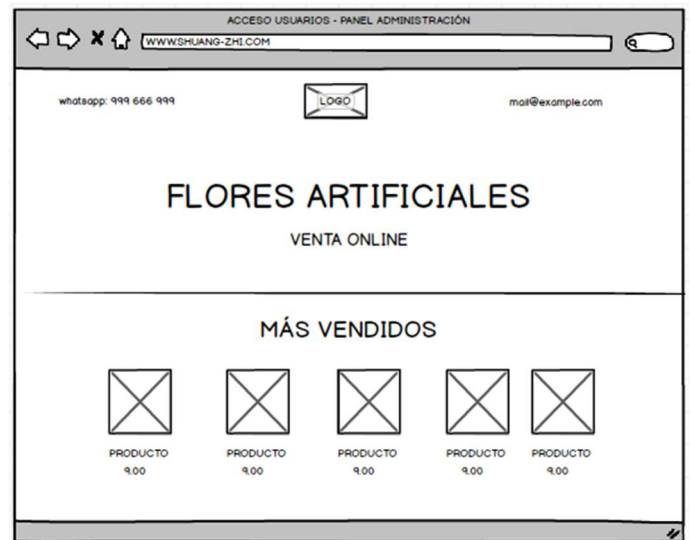 ACCESO USUARIOS - PANEL ADMINISTRACIÓN
WWW.SHUANG-ZHI.COM
whatsapp: 999 666 999
LOGO
mail@example.com
FLORES ARTIFICIALES
VENTA ONLINE
MÁS VENDIDOS
PRODUCTO PRODUCTO PRODUCTO PRODUCTO PRODUCTO
9.00 9.00 9.00 9.00 9.00